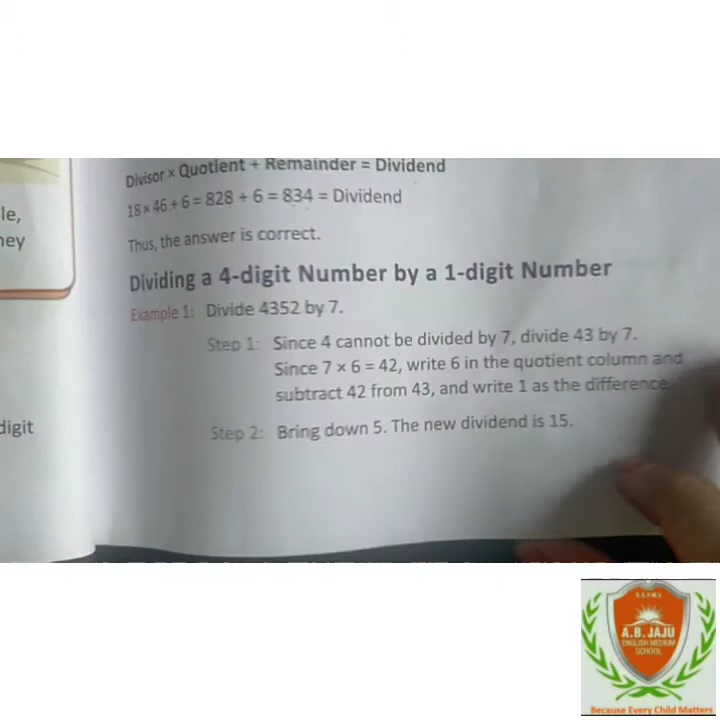 le,
digit
Divisor × Quotient + Remainder = Dividend
18 × 46 + 6 = 828 + 6 = 834 = Dividend
Thus, the answer is correct.
Dividing a 4-digit Number by a 1-digit Number
Example 1: Divide 4352 by 7.
Step 1: Since 4 cannot be divided by 7, divide 43 by 7.
Since 7 × 6 = 42, write 6 in the quotient column and
subtract 42 from 43, and write 1 as the difference
Step 2: Bring down 5. The new dividend is 15.
A.B. JAJU
ENGLISH MEDIUM
SCHOOL
Because Every Child Matters